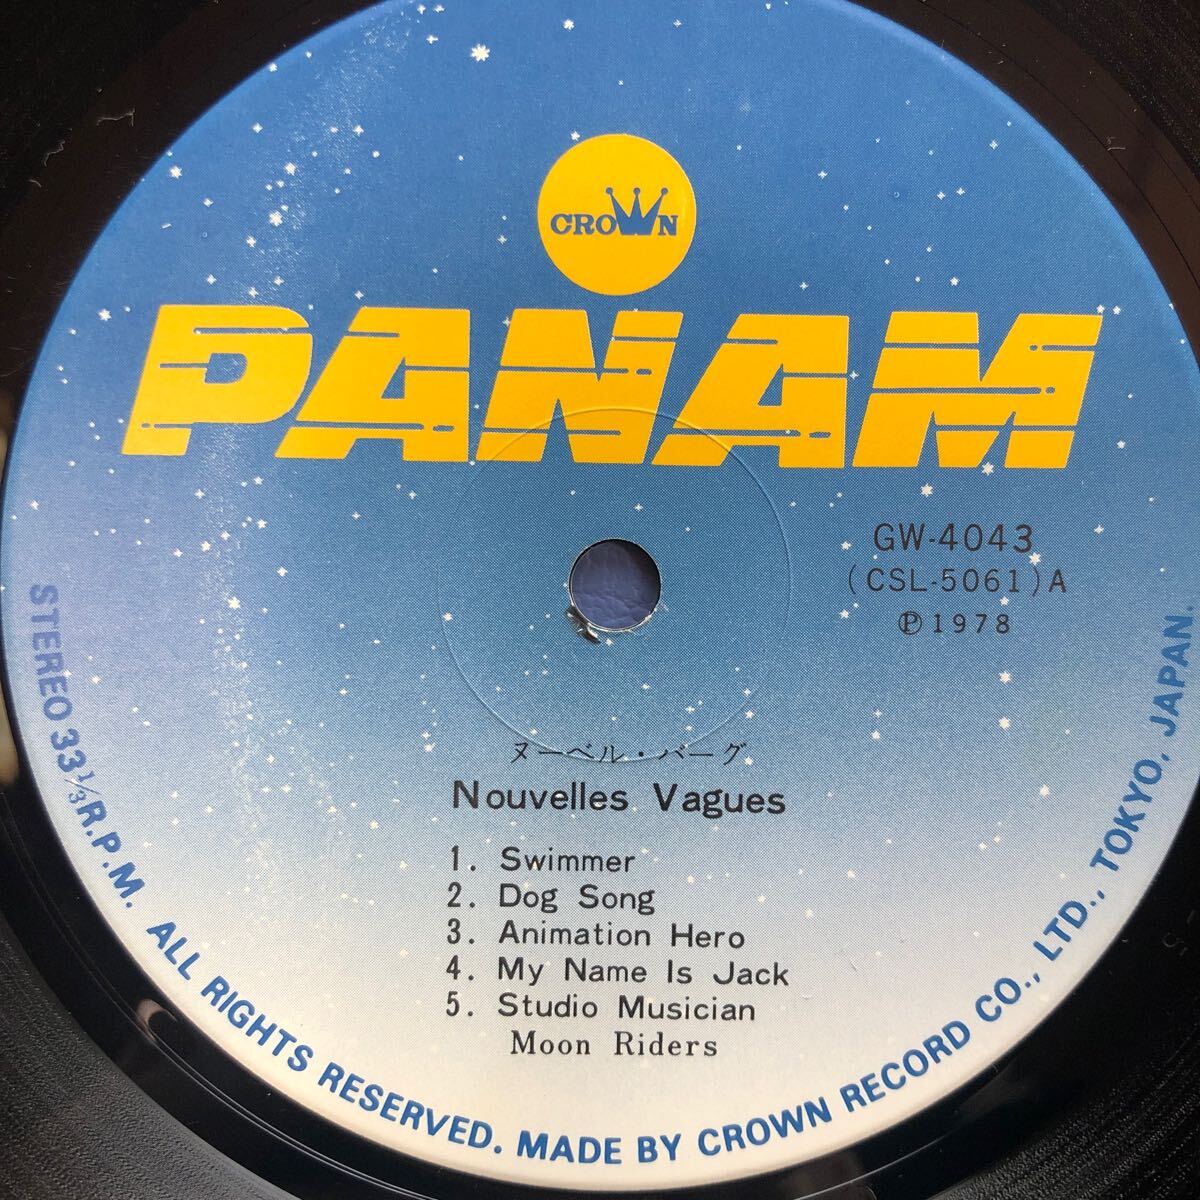 CROWN
PANAM
GW-4043
(CSL-5061)A
Ⓟ1978
ヌーベル・バーグ
Nouvelles Vagues
1. Swimmer
2. Dog Song
3. Animation Hero
4. My Name Is Jack
5. Studio Musician
Moon Riders
STEREO 33⅓R.P.M. ALL RIGHTS RESERVED. MADE BY CROWN RECORD CO., LTD., TOKYO, JAPAN.